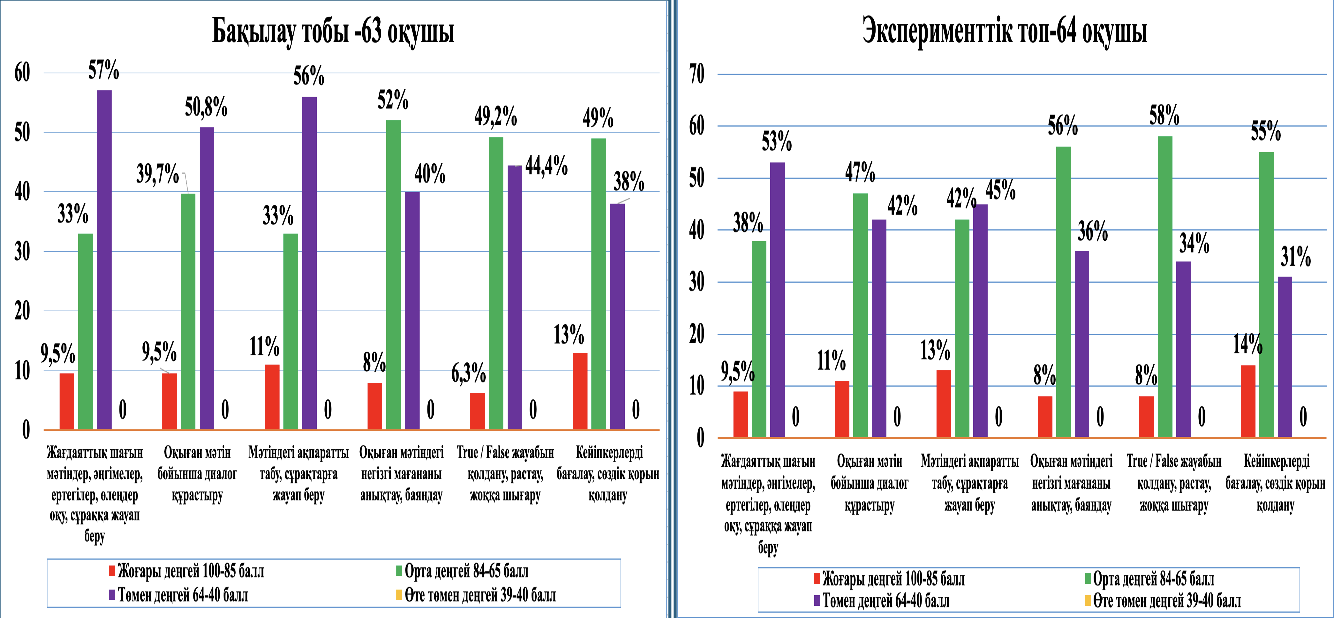 Бақылау тобы -63 оқушы
60
50
40
30
20
10
0
9,5%
33%
57%
0
9,5%
39,7%
50,8%
0
11%
33%
56%
0
8%
52%
40%
0
6,3%
49,2%
44,4%
0
13%
49%
38%
0
Жағдаяттық шағын
мәтіндер, әңгімелер,
ертегілер, өлеңдер
оқу, сұраққа жауап
беру
Оқыған мәтін
бойынша диалог
құрастыру
Мәтіндегі ақпаратты
табу, сұрақтарға
жауап беру
Оқыған мәтіндегі
негізгі мағананы
анықтау, баяндау
True / False жауабын
қолдану, растау,
жоққа шығару
Кейіпкерлерді
бағалау, сөздік қорын
қолдану
Жоғары деңгей 100-85 балл
Орта деңгей 84-65 балл
Төмен деңгей 64-40 балл
Өте төмен деңгей 39-40 балл
Эксперименттік топ-64 оқушы
70
60
50
40
30
20
10
0
9,5%
38%
53%
0
11%
47%
42%
0
13%
42%
45%
0
8%
56%
36%
0
8%
58%
34%
0
14%
55%
31%
0
Жағдаяттық шағын
мәтіндер, әңгімелер,
ертегілер, өлеңдер
оқу, сұраққа жауап
беру
Оқыған мәтін
бойынша диалог
құрастыру
Мәтіндегі ақпаратты
табу, сұрақтарға
жауап беру
Оқыған мәтіндегі
негізгі мағананы
анықтау, баяндау
True / False жауабын
қолдану, растау,
жоққа шығару
Кейіпкерлерді
бағалау, сөздік қорын
қолдану
Жоғары деңгей 100-85 балл
Орта деңгей 84-65 балл
Төмен деңгей 64-40 балл
Өте төмен деңгей 39-40 балл